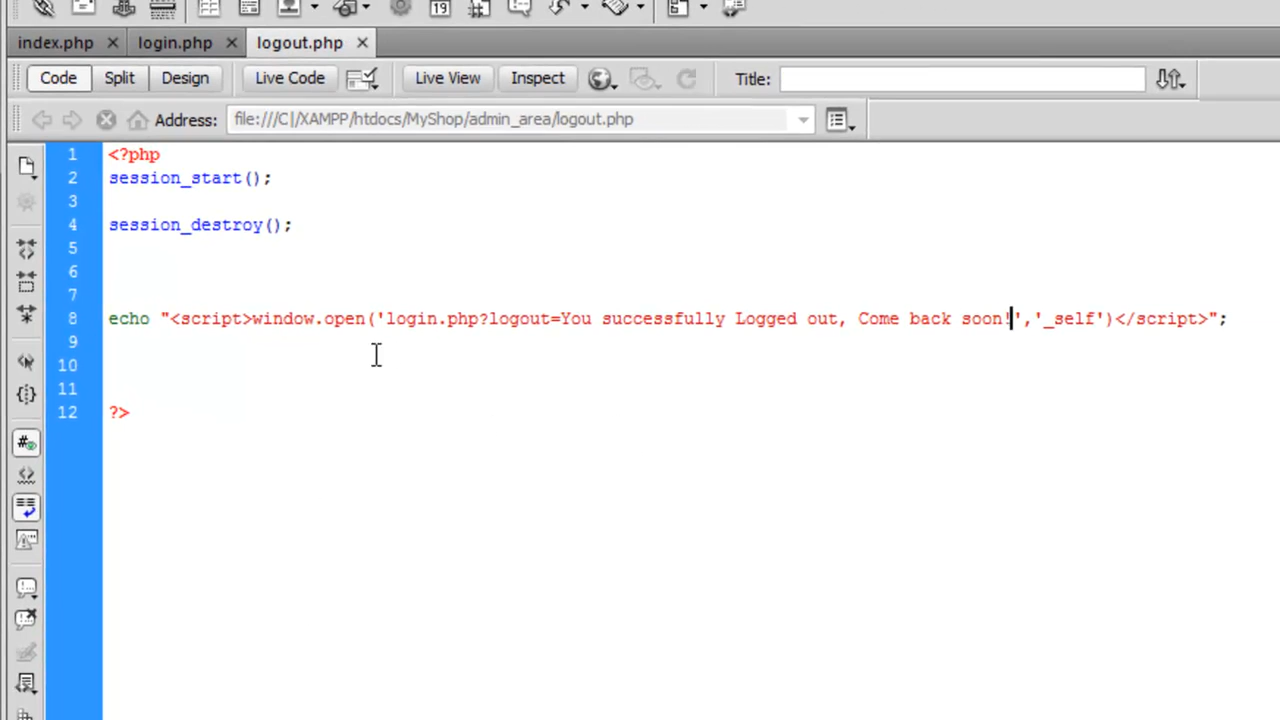 19
index.php login.php logout.php
Code Split Design Live Code Live View Inspect Title:
Address: file:///C|/XAMPP/htdocs/MyShop/admin_area/logout.php
1 <?php
2 session_start();
3
4 session_destroy();
5
6
7
8 echo "<script>window.open('login.php?logout=You successfully Logged out, Come back soon!','_self')</script>";
9
10
11
12 ?>